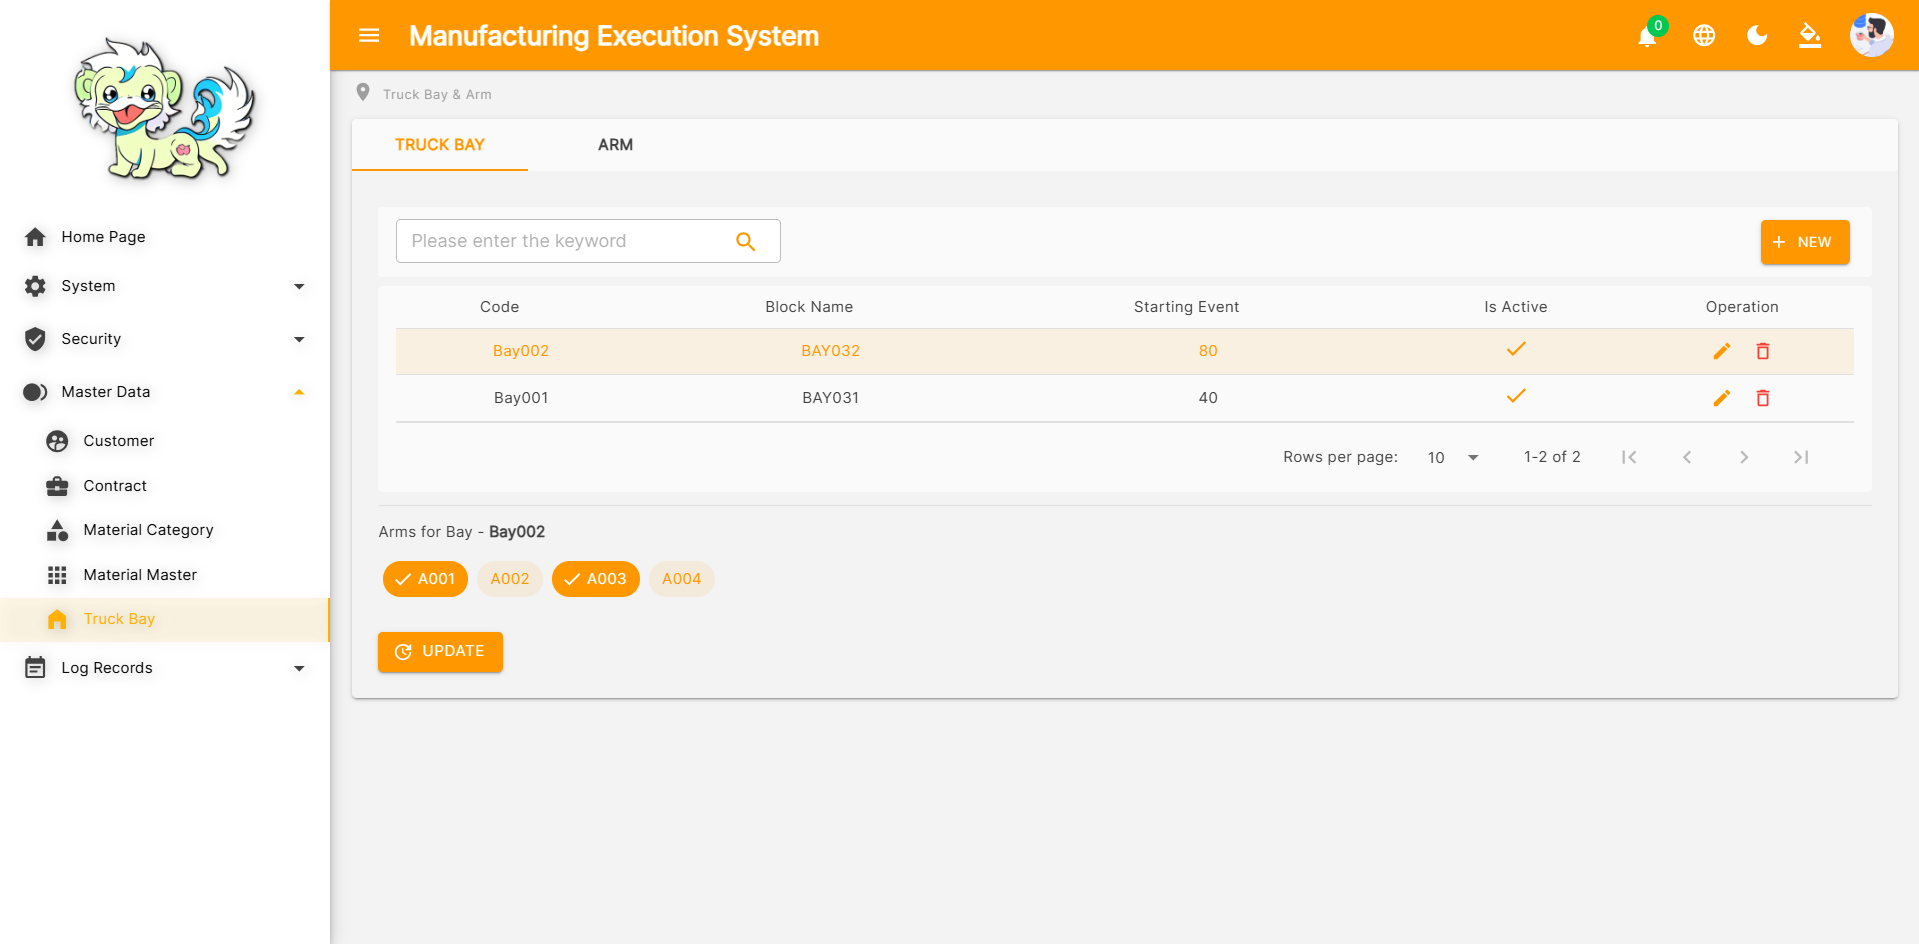 Manufacturing Execution System
0
Truck Bay & Arm
Home Page
System
Security
Master Data
Customer
Contract
Material Category
Material Master
Truck Bay
Log Records
TRUCK BAY ARM
Please enter the keyword
NEW
Code Block Name Starting Event Is Active Operation
Bay002 BAY032 80
Bay001 BAY031 40
Rows per page: 10 1-2 of 2
Arms for Bay - Bay002
A001 A002 A003 A004
UPDATE